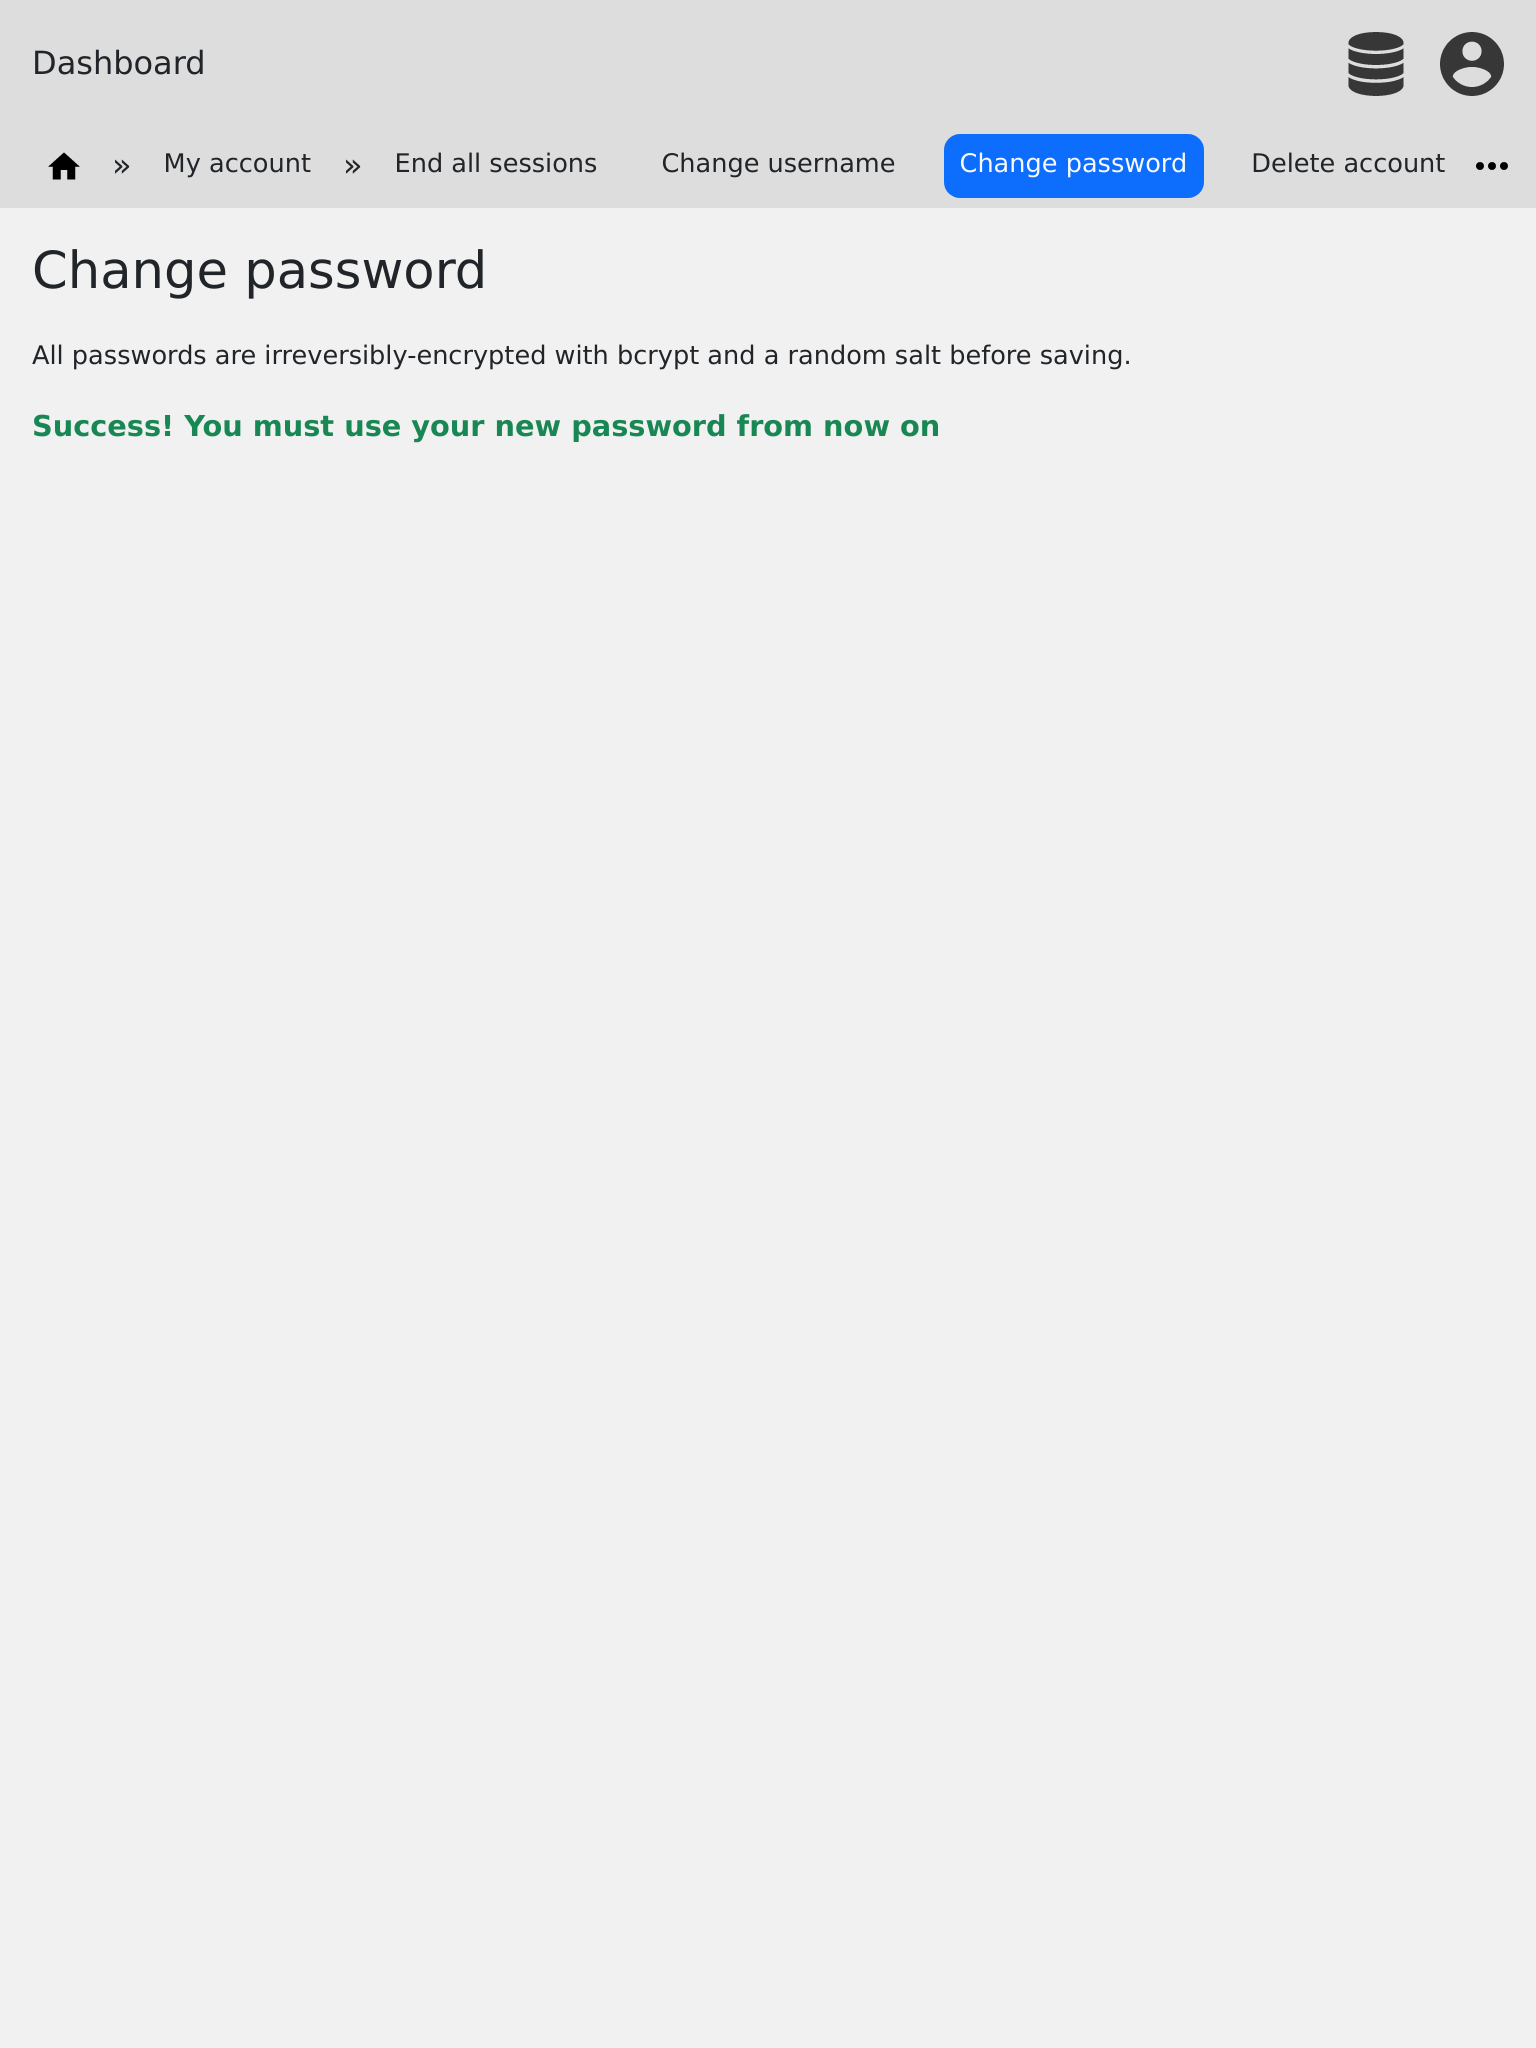 Dashboard
» My account » End all sessions Change username Change password Delete account •••
Change password
All passwords are irreversibly-encrypted with bcrypt and a random salt before saving.
Success! You must use your new password from now on